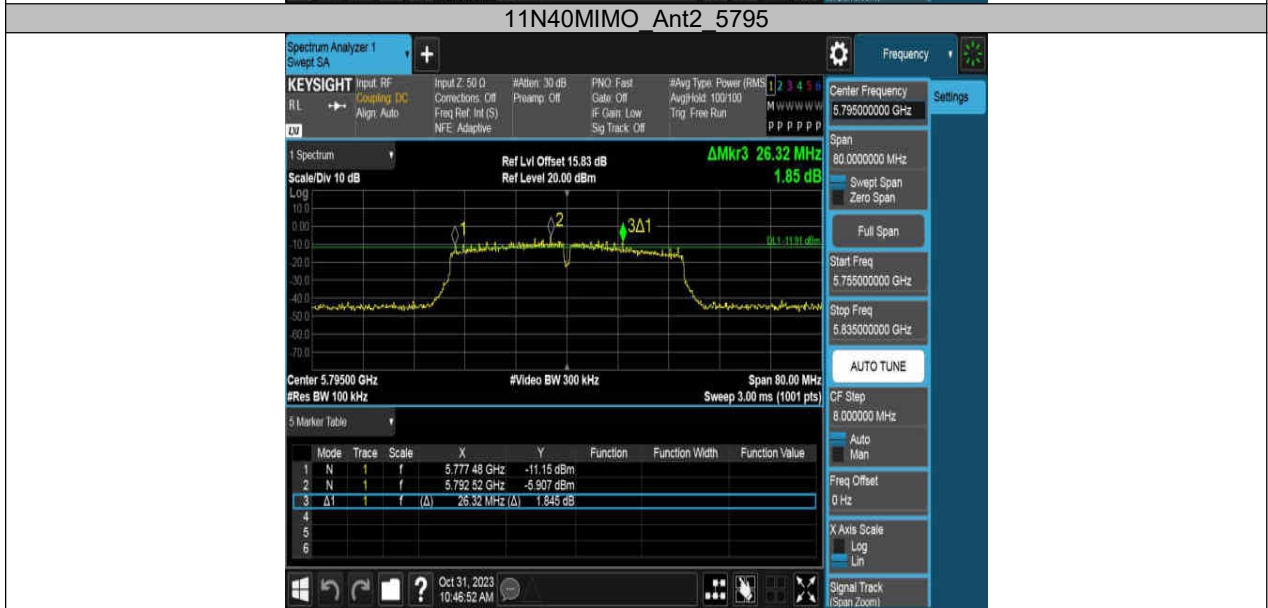 11N40MIMO_Ant2_5795
Spectrum Analyzer 1
Swept SA
+
Frequency
KEYSIGHT Input: RF
RL Coupling: DC
Align: Auto
Input Z: 50 Ω
Corrections: Off
Freq Ref: Int (S)
NFE: Adaptive
#Atten: 30 dB
Preamp: Off
PNO: Fast
Gate: Off
IF Gain: Low
Sig Track: Off
#Avg Type: Power (RMS
Avg|Hold: 100/100
Trig: Free Run
1 2 3 4 5 6
M W W W W W
P P P P P P
Center Frequency
5.795000000 GHz
Settings
Span
80.0000000 MHz
Swept Span
Zero Span
Full Span
Start Freq
5.755000000 GHz
Stop Freq
5.835000000 GHz
AUTO TUNE
CF Step
8.000000 MHz
Auto
Man
Freq Offset
0 Hz
X Axis Scale
Log
Lin
Signal Track
(Span Zoom)
LXI
1 Spectrum
Scale/Div 10 dB
Ref Lvl Offset 15.83 dB
Ref Level 20.00 dBm
ΔMkr3 26.32 MHz
1.85 dB
Log
10.0
0.00
-10.0
-20.0
-30.0
-40.0
-50.0
-60.0
-70.0
1
2
3Δ1
DL1 -11.91 dBm
Center 5.79500 GHz
#Video BW 300 kHz
Span 80.00 MHz
#Res BW 100 kHz
Sweep 3.00 ms (1001 pts)
5 Marker Table
Mode Trace Scale X Y Function Function Width Function Value
1 N 1 f 5.777 48 GHz -11.15 dBm
2 N 1 f 5.792 52 GHz -5.907 dBm
3 Δ1 1 f (Δ) 26.32 MHz (Δ) 1.845 dB
4
5
6
?
Oct 31, 2023
10:46:52 AM